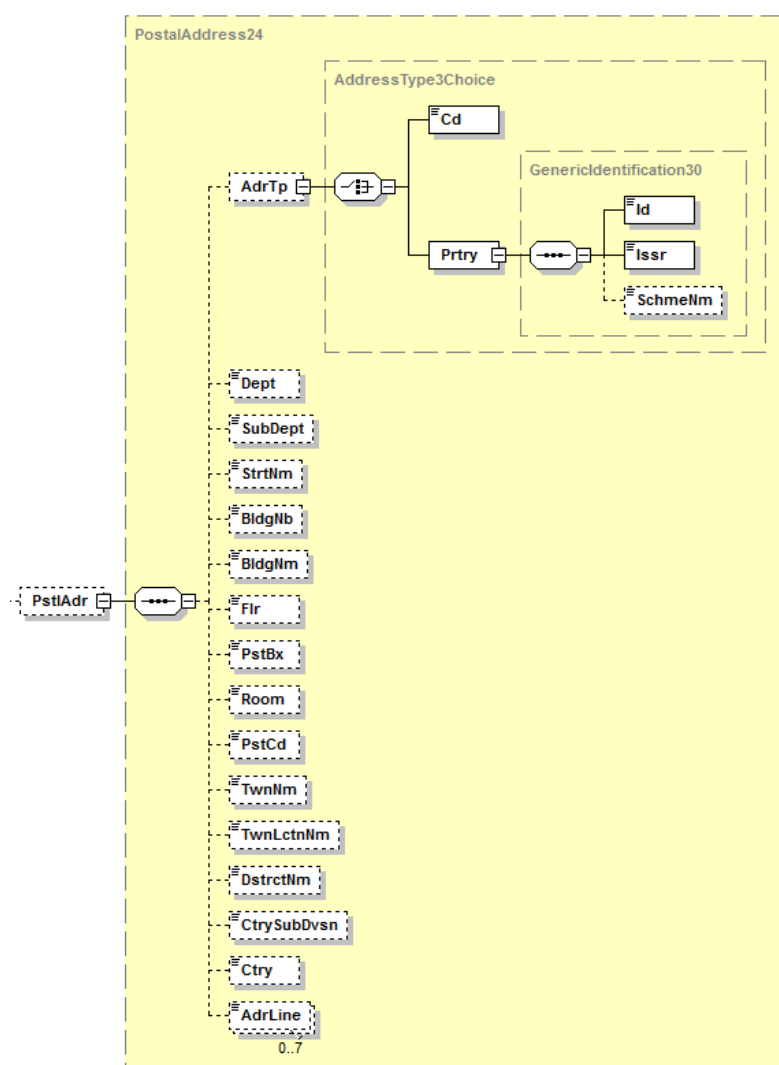 PostalAddress24
AddressType3Choice
Cd
GenericIdentification30
AdrTp
Id
Prtry
Issr
SchmeNm
Dept
SubDept
StrtNm
BldgNb
BldgNm
PstlAdr
Flr
PstBx
Room
PstCd
TwnNm
TwnLctnNm
DstrctNm
CtrySubDvsn
Ctry
AdrLine
0..7